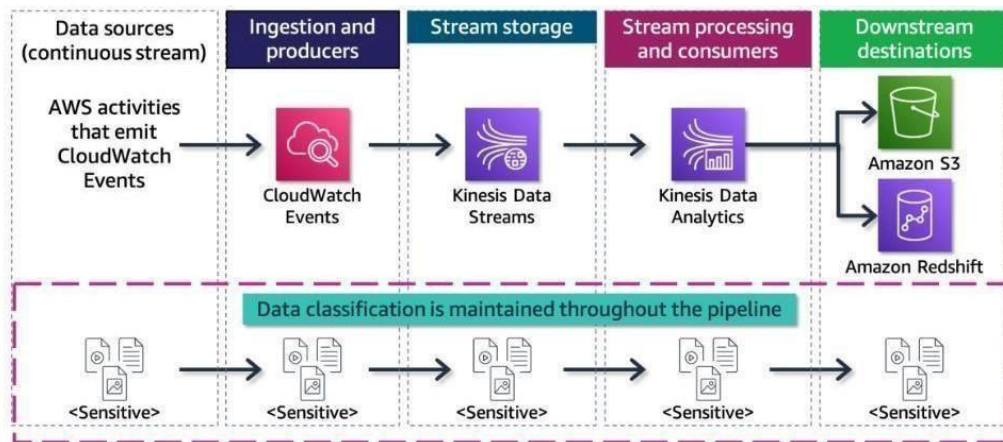 Data sources
(continuous stream)
Ingestion and
producers
Stream storage
Stream processing
and consumers
Downstream
destinations
AWS activities
that emit
CloudWatch
Events
CloudWatch
Events
Kinesis Data
Streams
Kinesis Data
Analytics
Amazon S3
Amazon Redshift
Data classification is maintained throughout the pipeline
<Sensitive>
<Sensitive>
<Sensitive>
<Sensitive>
<Sensitive>